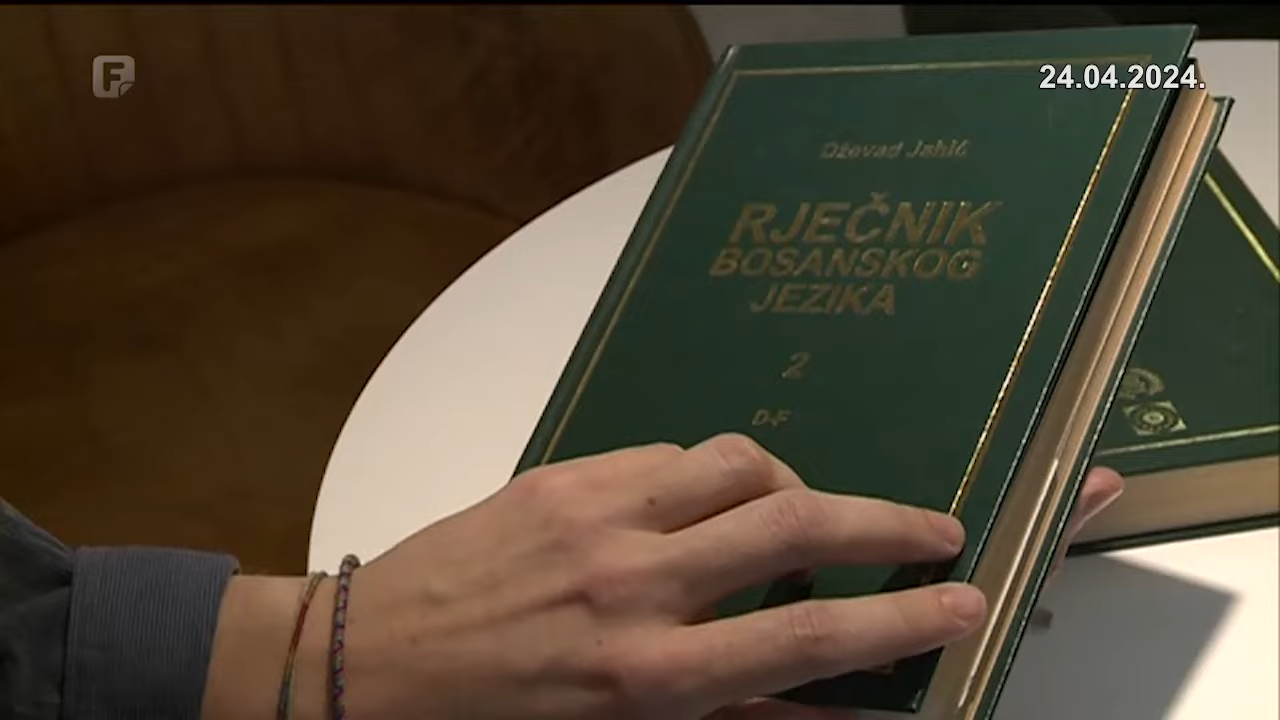 F
24.04.2024.
Dževad Jahić
RJEČNIK
BOSANSKOG
JEZIKA
2
D-F